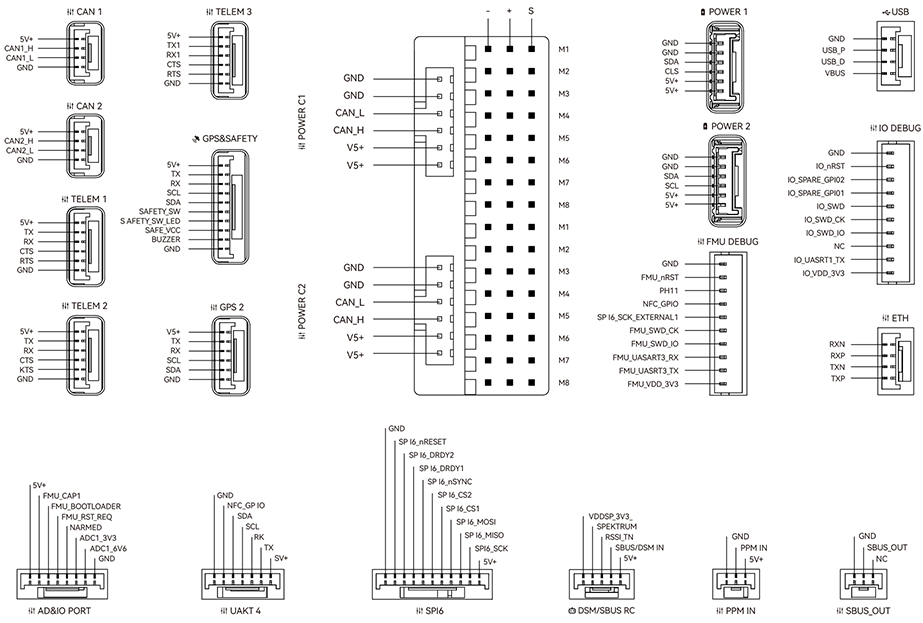 CAN 1
5V+
CAN1_H
CAN1_L
GND
CAN 2
5V+
CAN2_H
CAN2_L
GND
TELEM 1
5V+
TX
RX
CTS
RTS
GND
TELEM 2
5V+
TX
RX
CTS
KTS
GND
TELEM 3
5V+
TX1
RX1
CTS
RTS
GND
GPS&SAFETY
5V+
TX
RX
SCL
SDA
SAFETY_SW
S AFETY_SW_LED
SAFE_VCC
BUZZER
GND
GPS 2
V5+
TX
RX
SCL
SDA
GND
POWER C1
GND
GND
CAN_L
CAN_H
V5+
V5+
POWER C2
GND
GND
CAN_L
CAN_H
V5+
V5+
- + S
M1
M2
M3
M4
M5
M6
M7
M8
M1
M2
M3
M4
M5
M6
M7
M8
POWER 1
GND
GND
SDA
CLS
5V+
5V+
POWER 2
GND
GND
SDA
SCL
5V+
5V+
FMU DEBUG
GND
FMU_nRST
PH11
NFC_GPIO
SP I6_SCK_EXTERNAL1
FMU_SWD_CK
FMU_SWD_IO
FMU_UASART3_RX
FMU_UASRT3_TX
FMU_VDD_3V3
USB
GND
USB_P
USB_D
VBUS
IO DEBUG
GND
IO_nRST
IO_SPARE_GPI02
IO_SPARE_GPI01
IO_SWD
IO_SWD_CK
IO_SWD_IO
NC
IO_UASRT1_TX
IO_VDD_3V3
ETH
RXN
RXP
TXN
TXP
5V+
FMU_CAP1
FMU_BOOTLOADER
FMU_RST_REQ
NARMED
ADC1_3V3
ADC1_6V6
GND
AD&IO PORT
GND
NFC_GP IO
SDA
SCL
RK
TX
SV+
UAKT 4
GND
SP I6_nRESET
SP I6_DRDY2
SP I6_DRDY1
SP I6_nSYNC
SP I6_CS2
SP I6_CS1
SP I6_MOSI
SP I6_MISO
SPI6_SCK
5V+
SPI6
VDDSP_3V3_
SPEKTRUM
RSSI_TN
SBUS/DSM IN
5V+
DSM/SBUS RC
GND
PPM IN
5V+
PPM IN
GND
SBUS_OUT
NC
SBUS_OUT